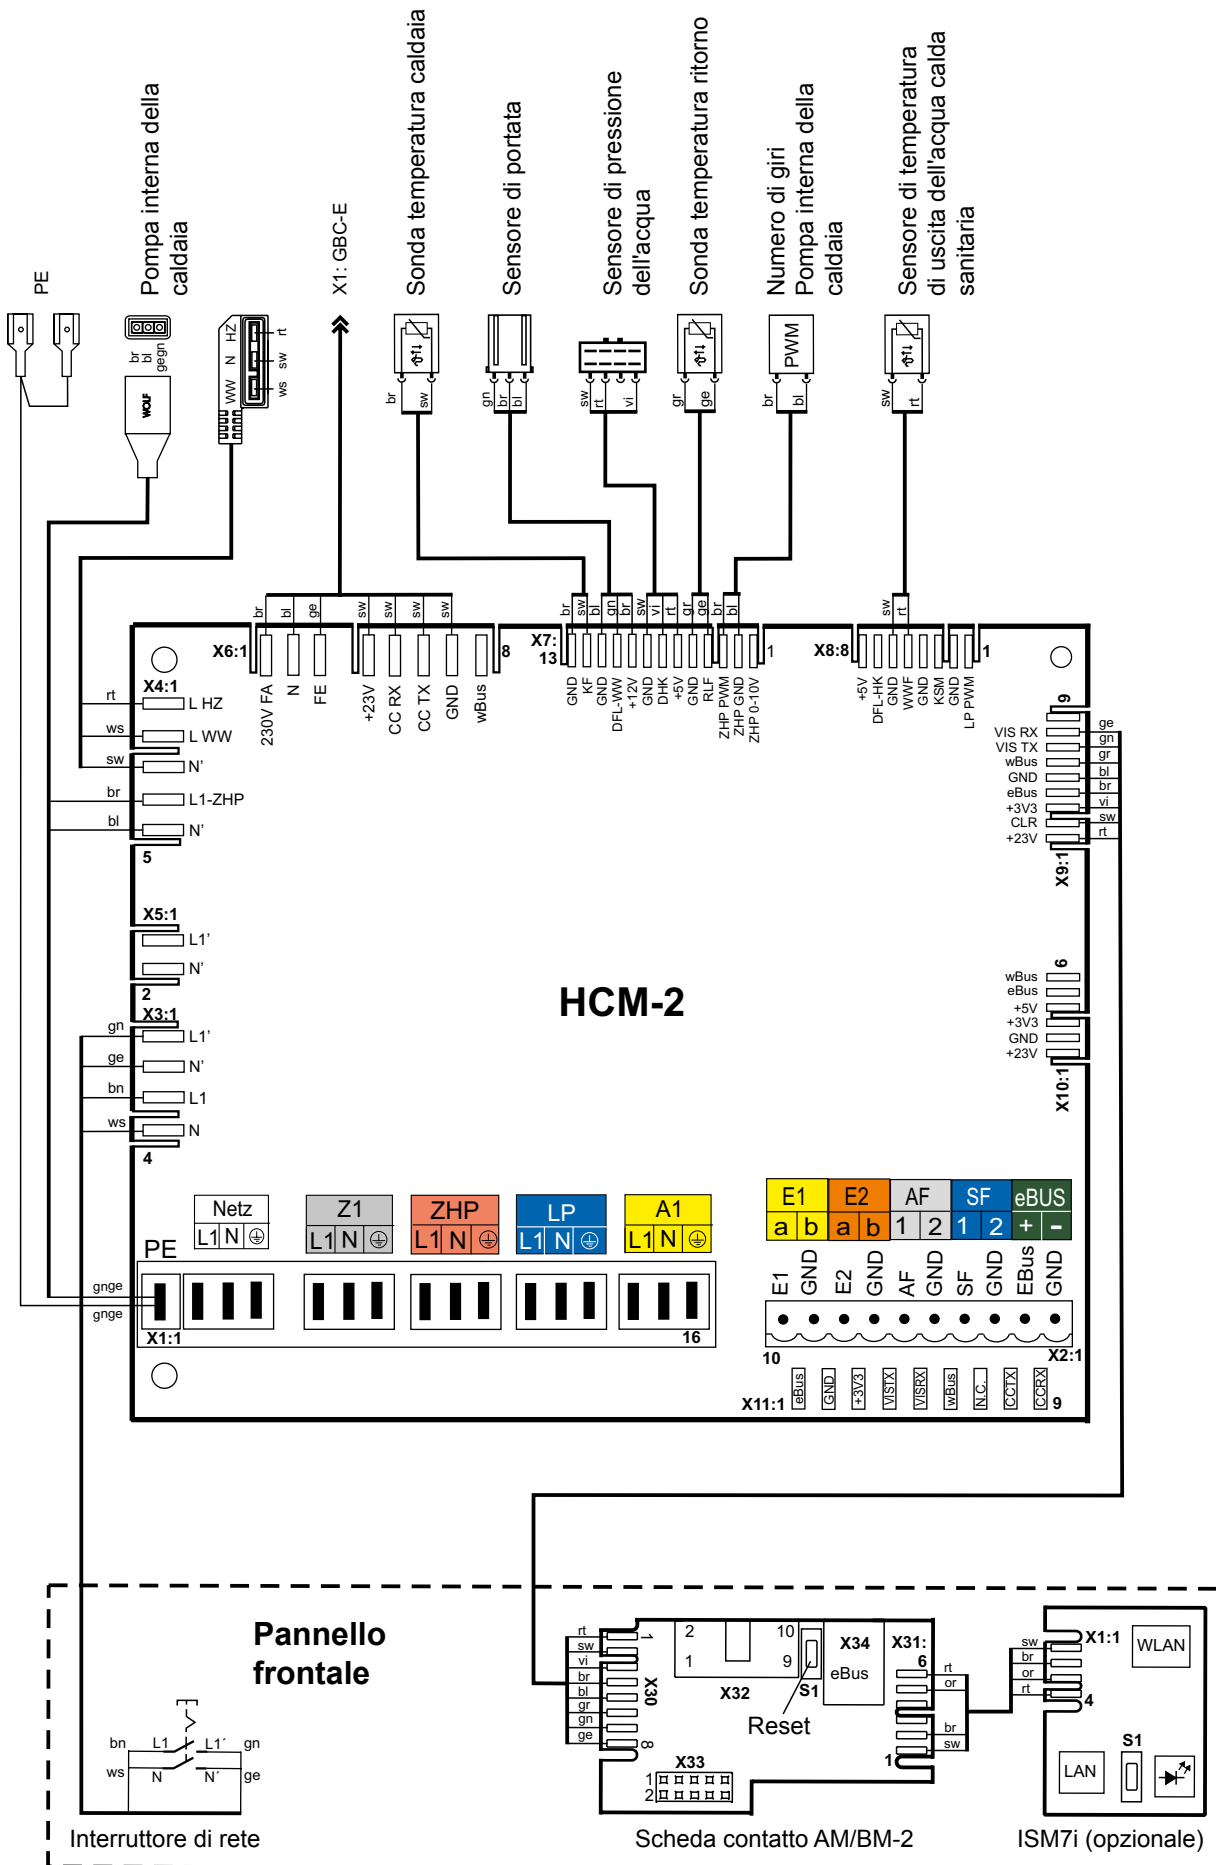 PE
Pompa interna della
caldaia
X1: GBC-E
Sonda temperatura caldaia
Sensore di portata
Sensore di pressione
dell'acqua
Sonda temperatura ritorno
Numero di giri
Pompa interna della
caldaia
Sensore di temperatura
di uscita dell'acqua calda
sanitaria
br
bl
gegn
WOLF
WW N HZ
ws sw rt
br sw
gn br bl
sw rt vi
gr ge
PWM
br bl
sw rt
br bl ge sw sw sw sw
br sw bl gn br sw vi rt gr ge br bl
sw rt
X6:1
8
X7:
13
1
X8:8
1
230V FA
N
FE
+23V
CC RX
CC TX
GND
wBus
GND
KF
GND
DFL-WW
+12V
GND
DHK
+5V
GND
RLF
ZHP PWM
ZHP GND
ZHP 0-10V
+5V
DFL-HK
GND
WWF
GND
KSM
GND
LP PWM
X4:1
rt L HZ
ws L WW
sw N'
br L1-ZHP
bl N'
5
X5:1
L1'
N'
2
X3:1
gn L1'
ge N'
bn L1
ws N
4
9
VIS RX ge
VIS TX gn
wBus gr
GND bl
eBus br
+3V3 vi
CLR sw
+23V rt
X9:1
6
wBus
eBus
+5V
+3V3
GND
+23V
X10:1
HCM-2
Netz
L1 N
Z1
L1 N
ZHP
L1 N
LP
L1 N
A1
L1 N
PE
gnge
gnge
X1:1
16
E1 E2 AF SF eBUS
a b a b 1 2 1 2 + -
E1
GND
E2
GND
AF
GND
SF
GND
EBus
GND
10
X2:1
X11:1
eBus
GND
+3V3
VISTX
VISRX
wBus
N.C.
CCTX
CCRX
9
Pannello
frontale
bn L1 L1´ gn
ws N N´ ge
Interruttore di rete
rt
sw
vi
br
bl
gr
gn
ge
1
X30
8
2 10
1 9
X32
S1
Reset
X34
eBus
X31:
6
rt
or
br
sw
1
X33
1
2
Scheda contatto AM/BM-2
sw
br
or
rt
X1:1
4
WLAN
S1
LAN
ISM7i (opzionale)